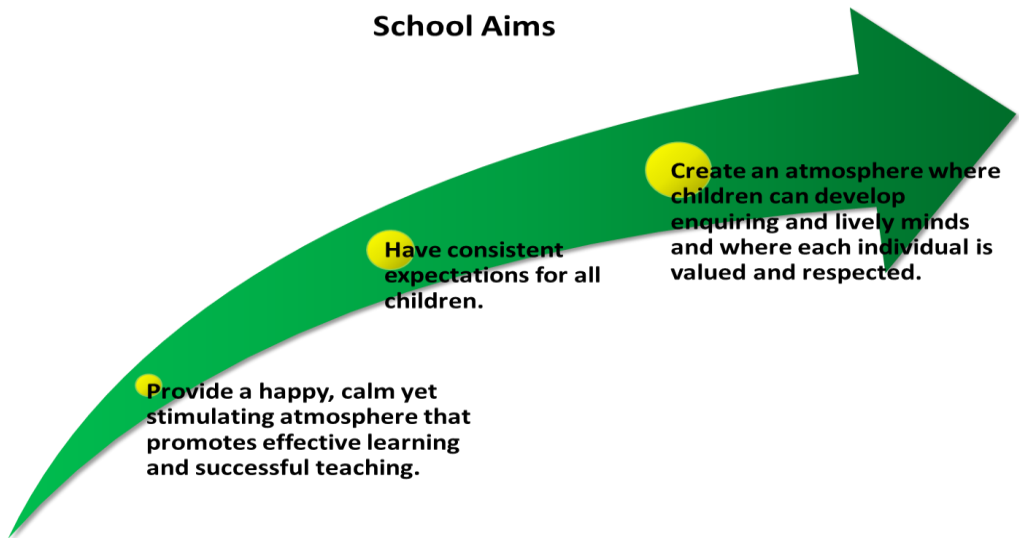 School Aims
Create an atmosphere where
children can develop
enquiring and lively minds
and where each individual is
valued and respected.
Have consistent
expectations for all
children.
Provide a happy, calm yet
stimulating atmosphere that
promotes effective learning
and successful teaching.